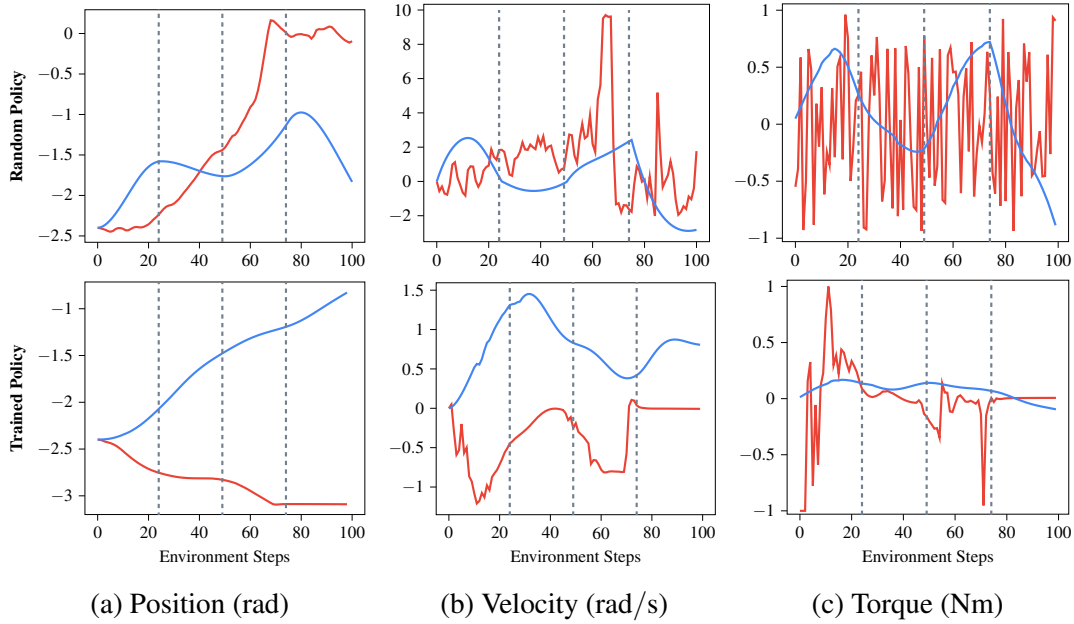 Random Policy
0
−0.5
−1
−1.5
−2
−2.5
0 20 40 60 80 100
10
8
6
4
2
0
−2
0 20 40 60 80 100
1
0.5
0
−0.5
−1
0 20 40 60 80 100
Trained Policy
−1
−1.5
−2
−2.5
−3
0 20 40 60 80 100
Environment Steps
1.5
1
0.5
0
−0.5
−1
0 20 40 60 80 100
Environment Steps
1
0.5
0
−0.5
−1
0 20 40 60 80 100
Environment Steps
(a) Position (rad)
(b) Velocity (rad/s)
(c) Torque (Nm)